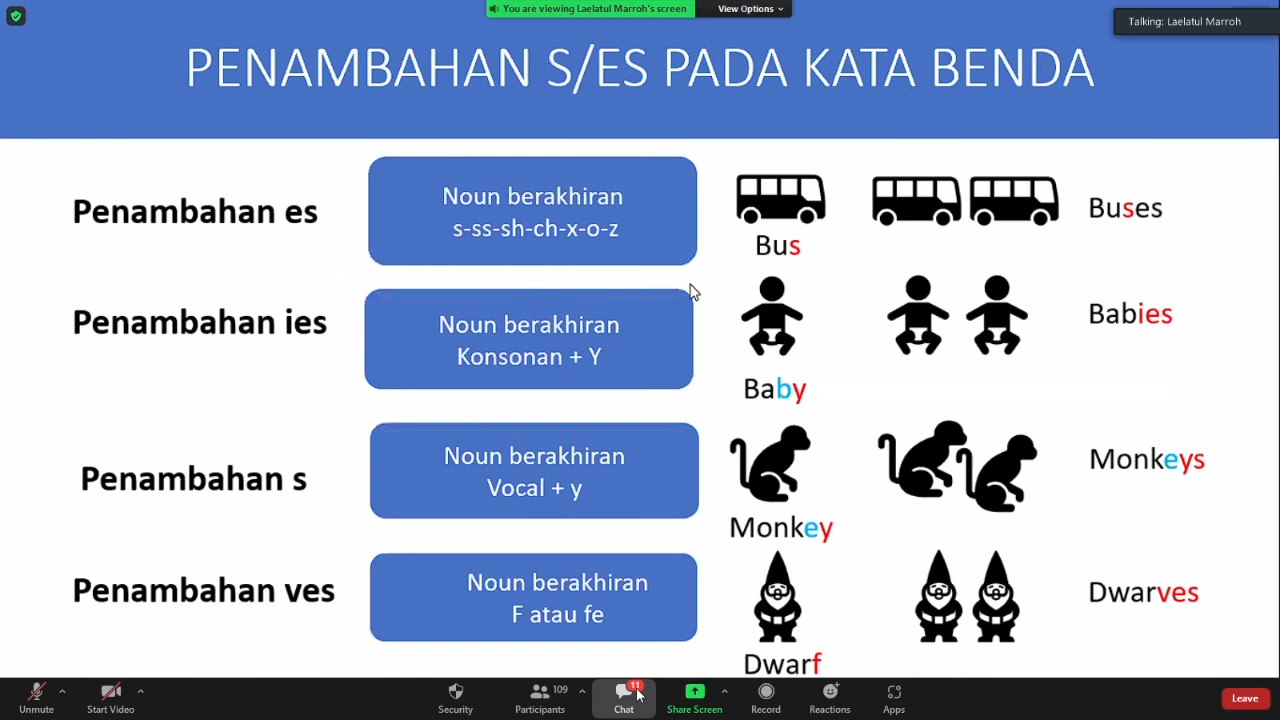 You are viewing Laelatul Marroh's screen
View Options
Talking: Laelatul Marroh
PENAMBAHAN S/ES PADA KATA BENDA
Penambahan es
Noun berakhiran
s-ss-sh-ch-x-o-z
Bus
Buses
Penambahan ies
Noun berakhiran
Konsonan + Y
Baby
Babies
Penambahan s
Noun berakhiran
Vocal + y
Monkey
Monkeys
Penambahan ves
Noun berakhiran
F atau fe
Dwarf
Dwarves
Unmute
Start Video
Security
Participants
109
Chat
11
Share Screen
Record
Reactions
Apps
Leave